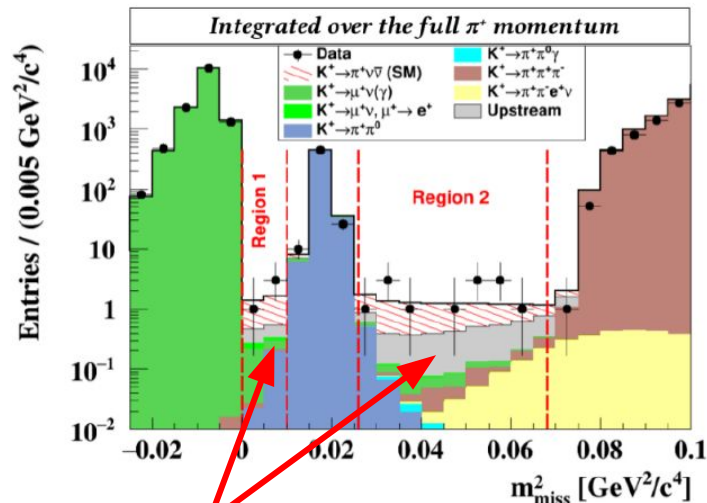 Integrated over the full π⁺ momentum
Data
K⁺→π⁺νν̄ (SM)
K⁺→μ⁺ν(γ)
K⁺→μ⁺ν, μ⁺→ e⁺
K⁺→π⁺π⁰
K⁺→π⁺π⁰γ
K⁺→π⁺π⁺π⁻
K⁺→π⁺π⁻e⁺ν
Upstream
Entries / (0.005 GeV²/c⁴)
10⁴
10³
10²
10
1
10⁻¹
10⁻²
Region 1
Region 2
−0.02 0 0.02 0.04 0.06 0.08 0.1
m²miss [GeV²/c⁴]